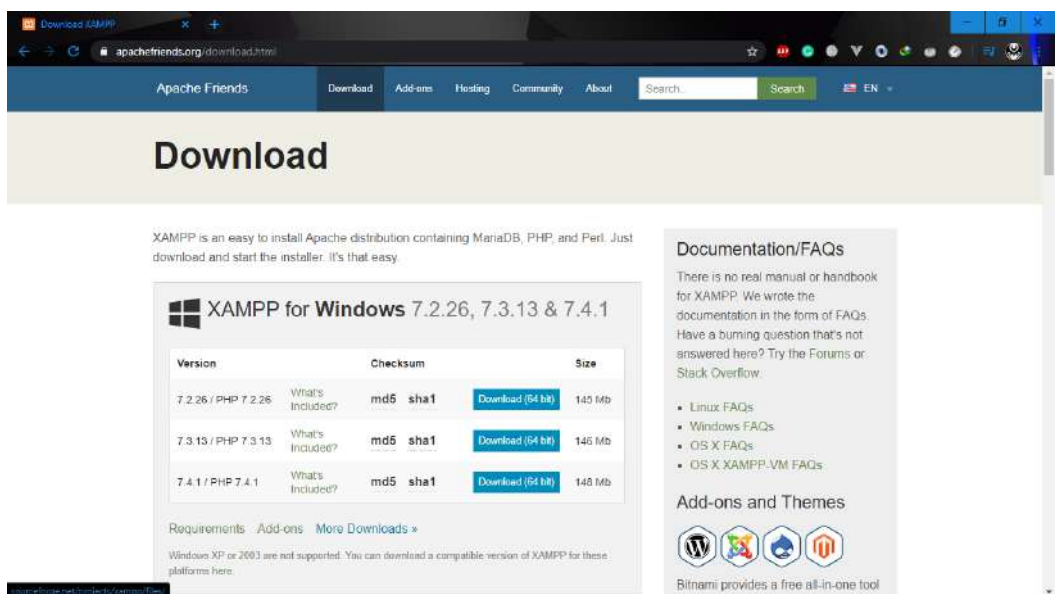 Download XAMPP
apachefriends.org/download.html
Apache Friends
Download
Add-ons
Hosting
Community
About
Search...
Search
EN
Download
XAMPP is an easy to install Apache distribution containing MariaDB, PHP, and Perl. Just
download and start the installer. It's that easy.
XAMPP for Windows 7.2.26, 7.3.13 & 7.4.1
Version Checksum Size
7.2.26 / PHP 7.2.26 What's Included? md5 sha1 Download (64 bit) 145 Mb
7.3.13 / PHP 7.3.13 What's Included? md5 sha1 Download (64 bit) 146 Mb
7.4.1 / PHP 7.4.1 What's Included? md5 sha1 Download (64 bit) 148 Mb
Requirements Add-ons More Downloads »
Windows XP or 2003 are not supported. You can download a compatible version of XAMPP for these
platforms here.
Documentation/FAQs
There is no real manual or handbook
for XAMPP. We wrote the
documentation in the form of FAQs.
Have a burning question that's not
answered here? Try the Forums or
Stack Overflow.
Linux FAQs
Windows FAQs
OS X FAQs
OS X XAMPP-VM FAQs
Add-ons and Themes
Bitnami provides a free all-in-one tool
sourceforge.net/projects/xampp/files/